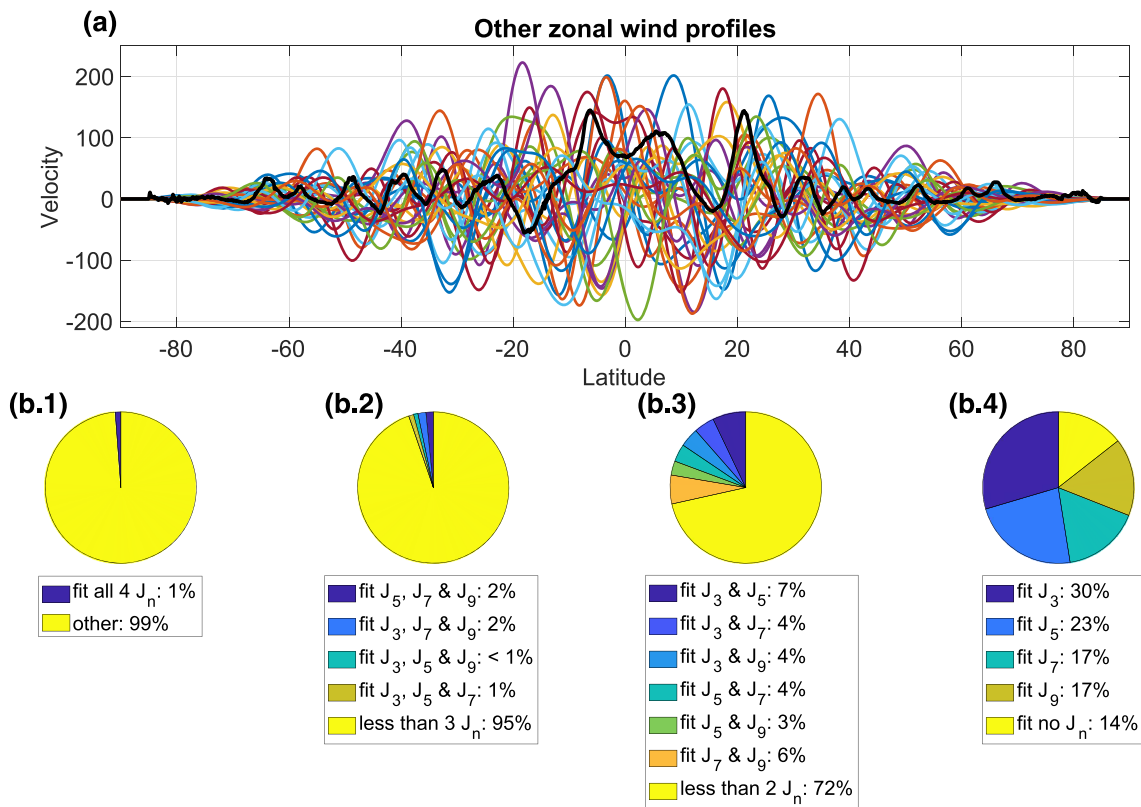 (a)
Other zonal wind profiles
200
100
0
-100
-200
Velocity
-80 -60 -40 -20 0 20 40 60 80
Latitude
(b.1)
fit all 4 J_n: 1%
other: 99%
(b.2)
fit J_5, J_7 & J_9: 2%
fit J_3, J_7 & J_9: 2%
fit J_3, J_5 & J_9: < 1%
fit J_3, J_5 & J_7: 1%
less than 3 J_n: 95%
(b.3)
fit J_3 & J_5: 7%
fit J_3 & J_7: 4%
fit J_3 & J_9: 4%
fit J_5 & J_7: 4%
fit J_5 & J_9: 3%
fit J_7 & J_9: 6%
less than 2 J_n: 72%
(b.4)
fit J_3: 30%
fit J_5: 23%
fit J_7: 17%
fit J_9: 17%
fit no J_n: 14%